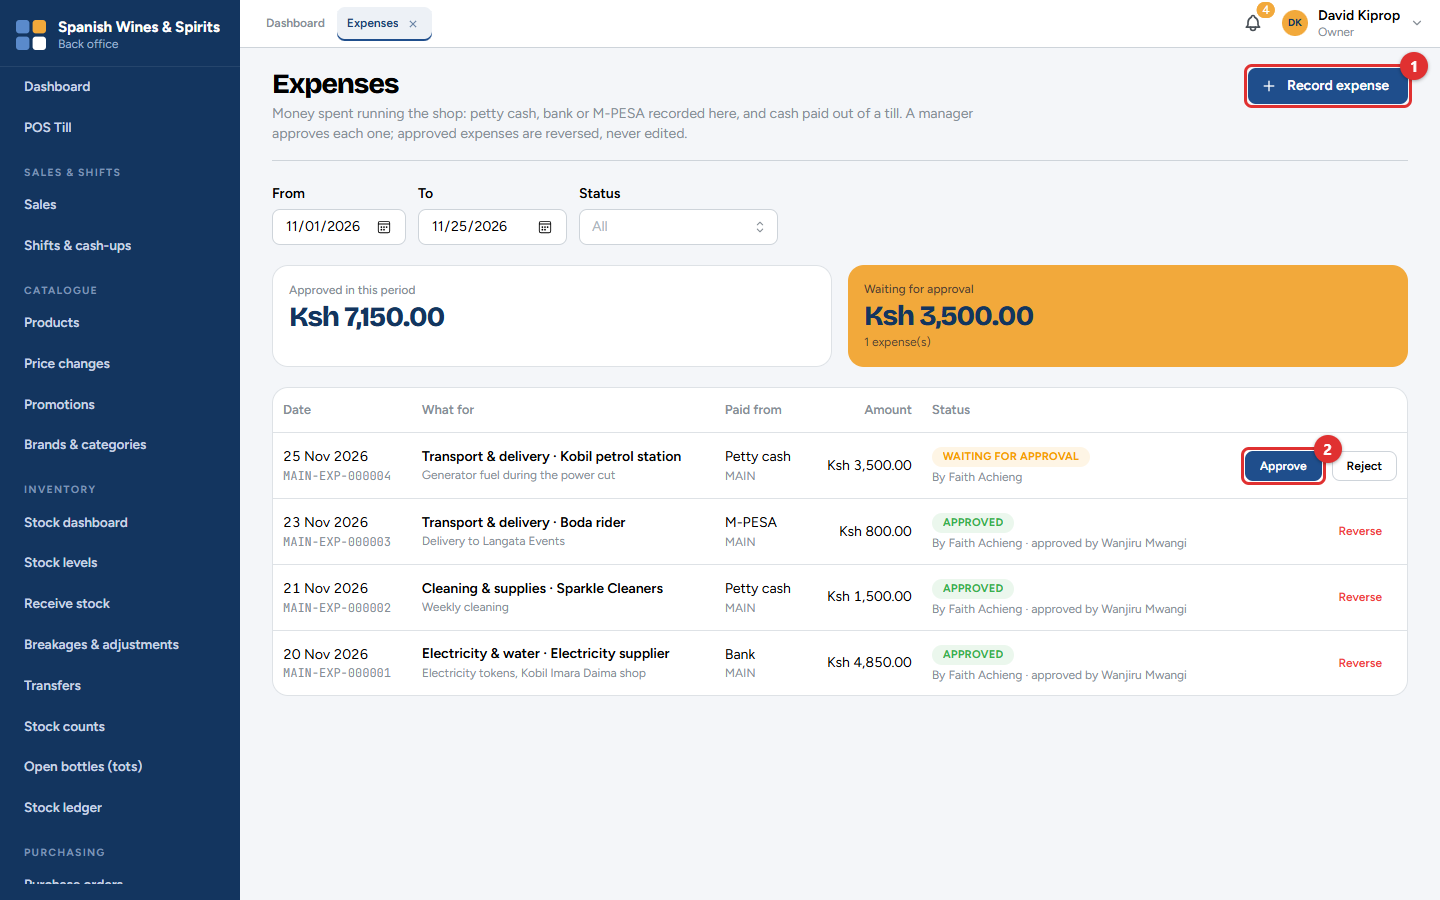 Spanish Wines & Spirits
Back office
Dashboard
POS Till
SALES & SHIFTS
Sales
Shifts & cash-ups
CATALOGUE
Products
Price changes
Promotions
Brands & categories
INVENTORY
Stock dashboard
Stock levels
Receive stock
Breakages & adjustments
Transfers
Stock counts
Open bottles (tots)
Stock ledger
PURCHASING
Purchase orders
Dashboard
Expenses ×
4
DK
David Kiprop
Owner
Expenses
Money spent running the shop: petty cash, bank or M-PESA recorded here, and cash paid out of a till. A manager
approves each one; approved expenses are reversed, never edited.
+ Record expense
1
From To Status
11/01/2026 11/25/2026 All
Approved in this period
Ksh 7,150.00
Waiting for approval
Ksh 3,500.00
1 expense(s)
Date What for Paid from Amount Status
25 Nov 2026 Transport & delivery · Kobil petrol station Petty cash Ksh 3,500.00 WAITING FOR APPROVAL Approve 2 Reject
MAIN-EXP-000004 Generator fuel during the power cut MAIN By Faith Achieng
23 Nov 2026 Transport & delivery · Boda rider M-PESA Ksh 800.00 APPROVED Reverse
MAIN-EXP-000003 Delivery to Langata Events MAIN By Faith Achieng · approved by Wanjiru Mwangi
21 Nov 2026 Cleaning & supplies · Sparkle Cleaners Petty cash Ksh 1,500.00 APPROVED Reverse
MAIN-EXP-000002 Weekly cleaning MAIN By Faith Achieng · approved by Wanjiru Mwangi
20 Nov 2026 Electricity & water · Electricity supplier Bank Ksh 4,850.00 APPROVED Reverse
MAIN-EXP-000001 Electricity tokens, Kobil Imara Daima shop MAIN By Faith Achieng · approved by Wanjiru Mwangi